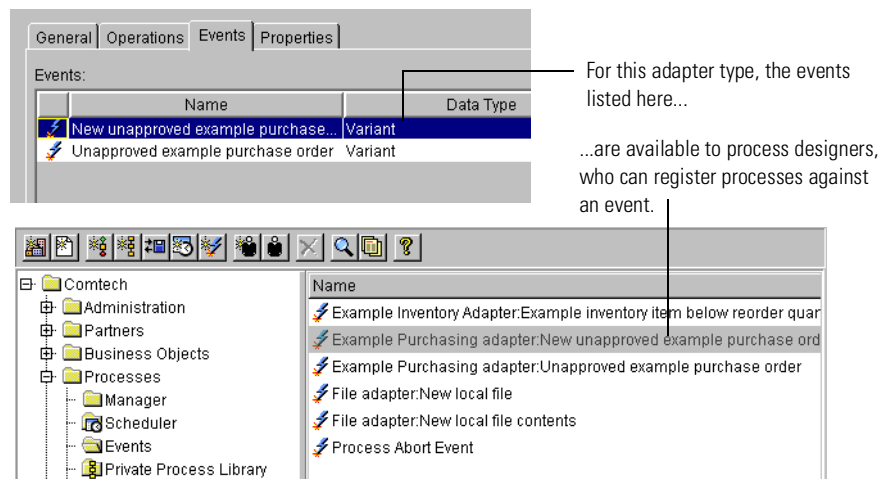 General Operations Events Properties
Events:
Name Data Type
New unapproved example purchase... Variant
Unapproved example purchase order Variant
For this adapter type, the events
listed here...
...are available to process designers,
who can register processes against
an event.
Comtech
Administration
Partners
Business Objects
Processes
Manager
Scheduler
Events
Private Process Library
Name
Example Inventory Adapter:Example inventory item below reorder quar
Example Purchasing adapter:New unapproved example purchase ord
Example Purchasing adapter:Unapproved example purchase order
File adapter:New local file
File adapter:New local file contents
Process Abort Event